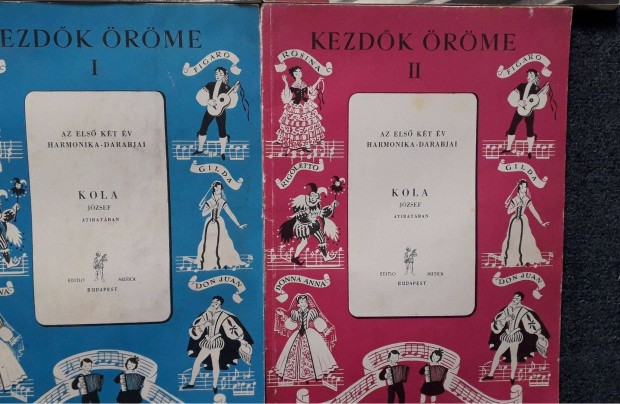 EZDŐK ÖRÖME
I
FIGARO
AZ ELSŐ KÉT ÉV
HARMONIKA-DARABJAI
GILDA
KOLA
JÓZSEF
ÁTIRATÁBAN
DON JUAN
EDITIO MUSICA
BUDAPEST
KEZDŐK ÖRÖME
II
ROSINA
FIGARO
AZ ELSŐ KÉT ÉV
HARMONIKA-DARABJAI
RIGOLETTO
GILDA
KOLA
JÓZSEF
ÁTIRATÁBAN
DONNA ANNA
DON JUAN
EDITIO MUSICA
BUDAPEST